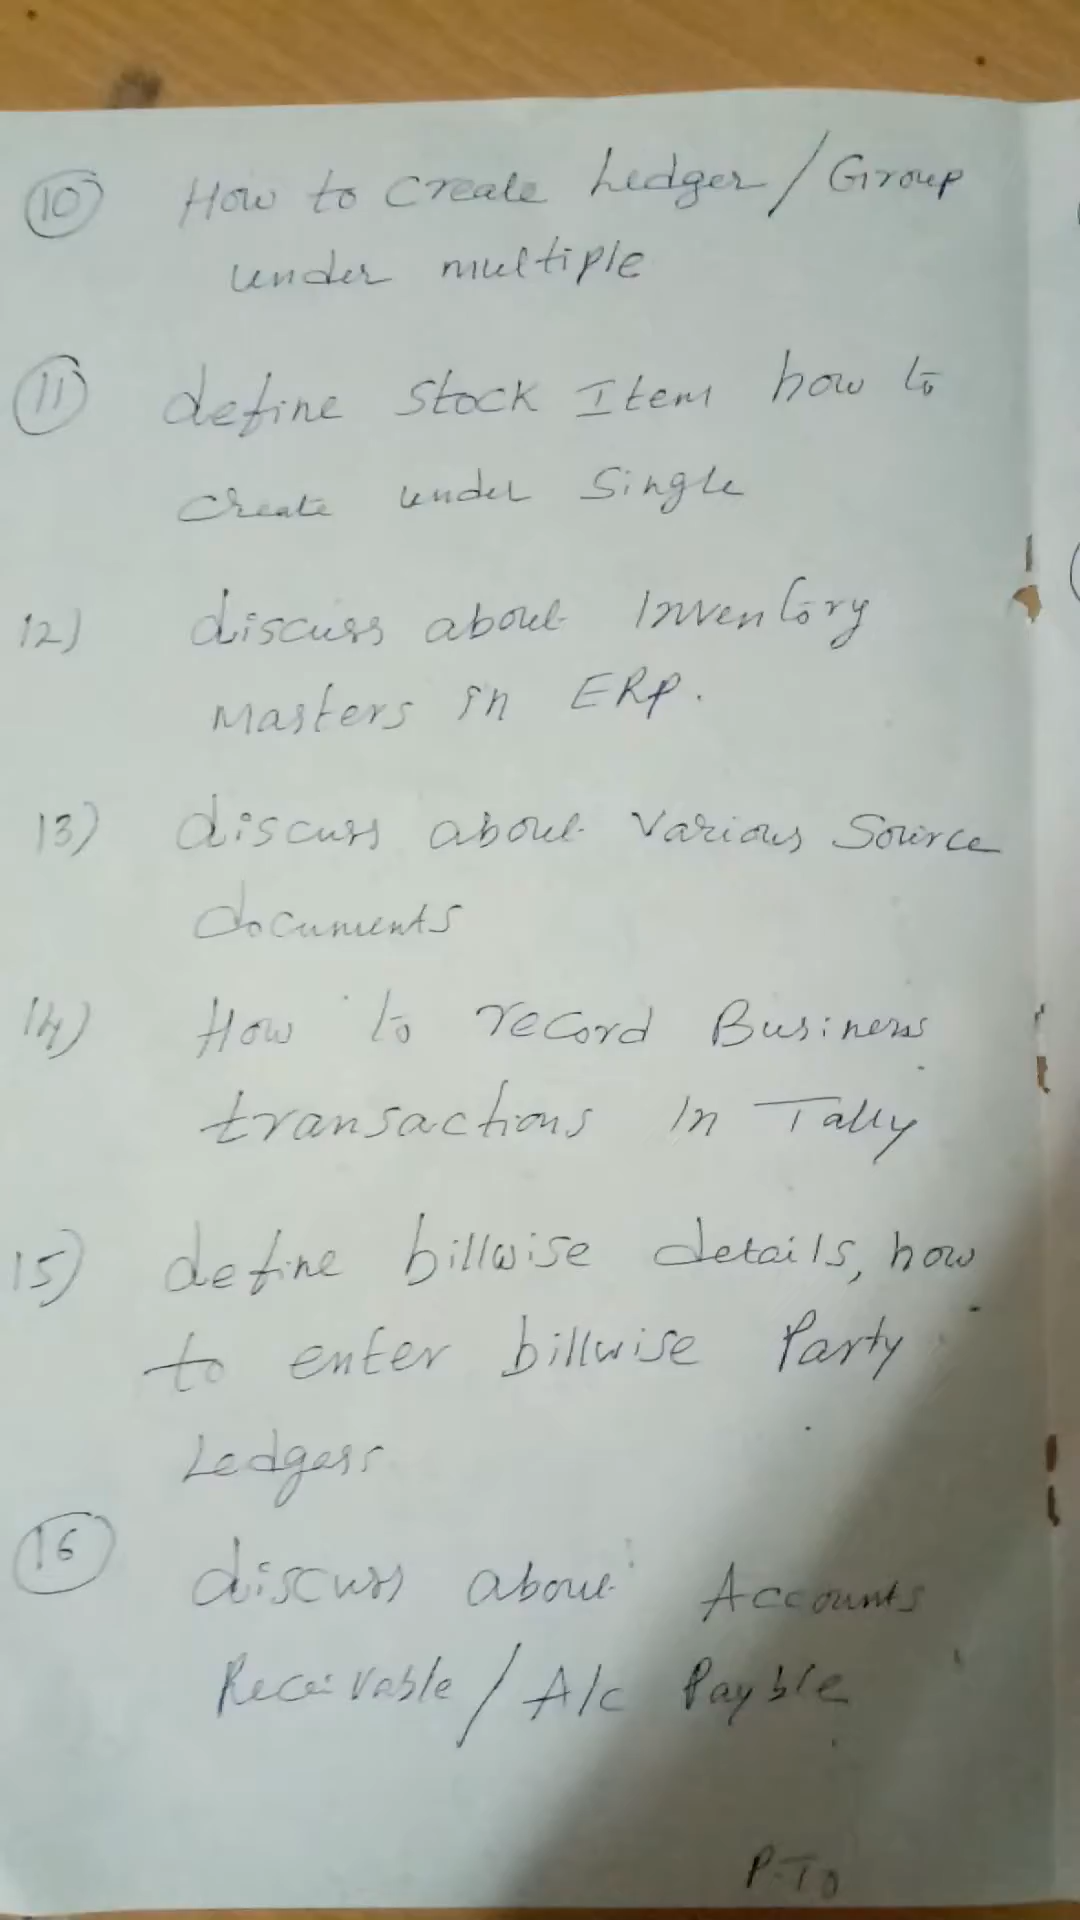 10 How to create Ledger / Group
under multiple
11 define Stock Item how to
create under Single
12) discuss about Inventory
Masters in ERP.
13) discuss about Various Source
documents
14) How to record Business
transactions In Tally
15) define billwise details, how
to enter billwise Party
Ledgers
16 discuss about Accounts
Receivable / A/c Payble
P.T0